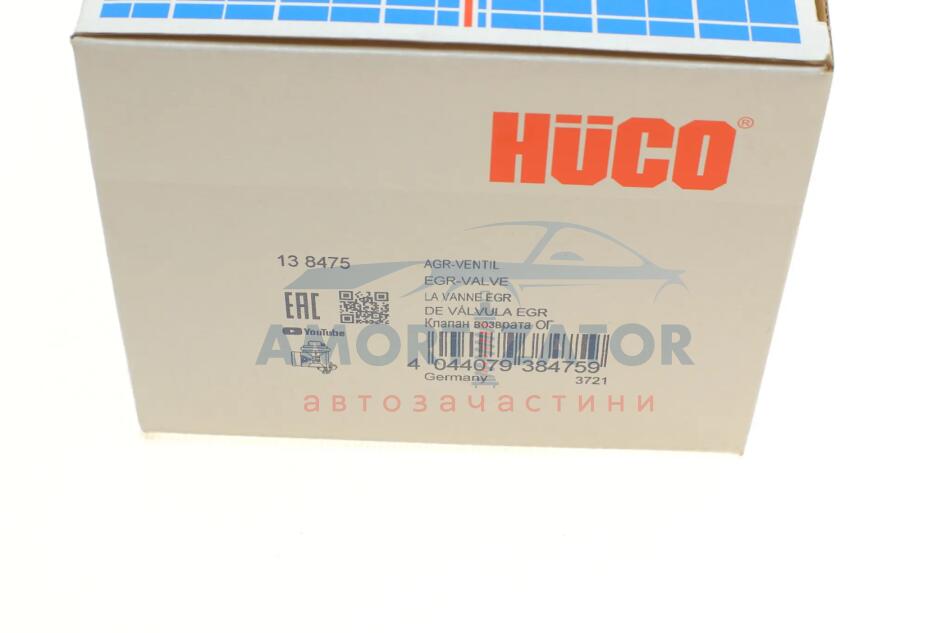 HÜCO®
13 8475
AGR-VENTIL
EGR-VALVE
LA VANNE EGR
DE VÁLVULA EGR
Клапан возврата ОГ
EAC
YouTube
AMORTIZATOR
4 044079 384759
Germany
3721
автозачастини